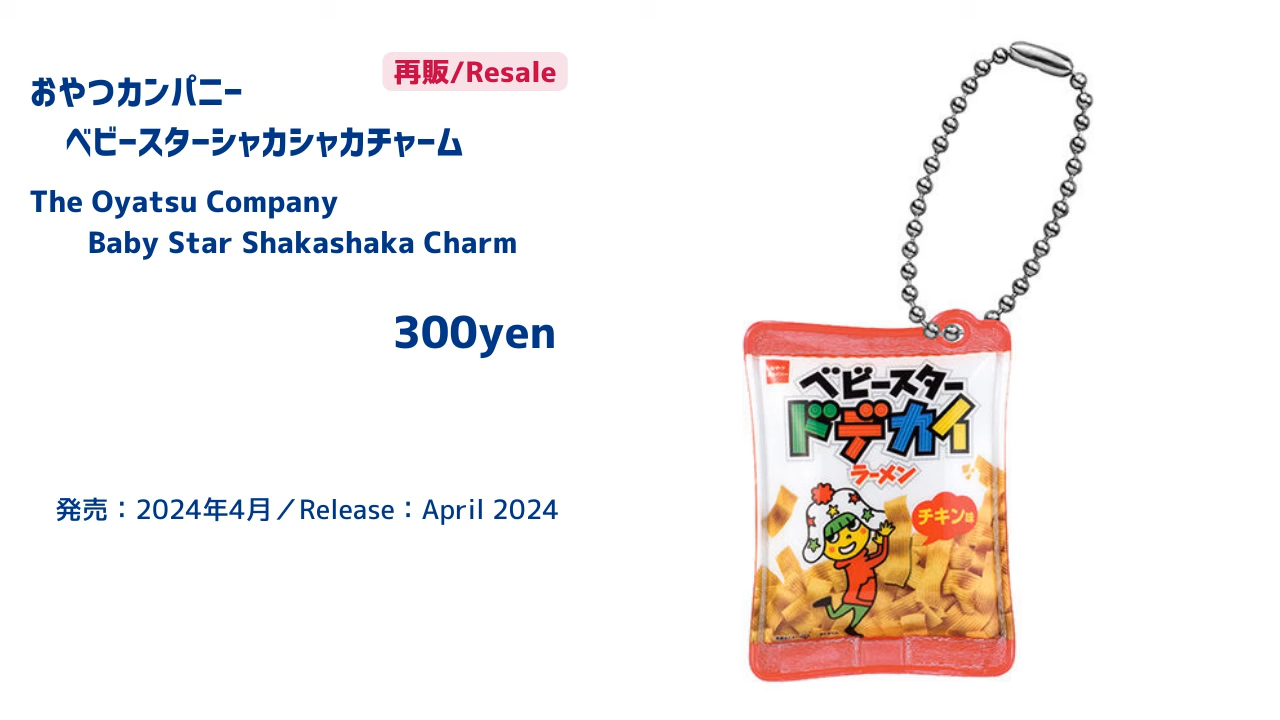 再販/Resale
おやつカンパニー
ベビースターシャカシャカチャーム
The Oyatsu Company
Baby Star Shakashaka Charm
300yen
発売：2024年4月／Release：April 2024
ベビースター
ドデカイ
ラーメン
チキン味